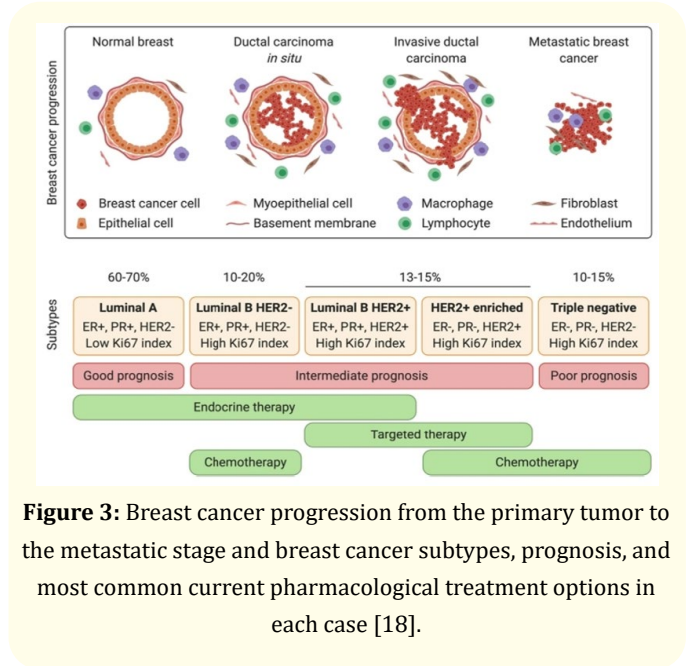 Breast cancer progression
Normal breast
Ductal carcinoma
in situ
Invasive ductal
carcinoma
Metastatic breast
cancer
Breast cancer cell
Myoepithelial cell
Macrophage
Fibroblast
Epithelial cell
Basement membrane
Lymphocyte
Endothelium
Subtypes
60-70%
10-20%
13-15%
10-15%
Luminal A
ER+, PR+, HER2-
Low Ki67 index
Luminal B HER2-
ER+, PR+, HER2-
High Ki67 index
Luminal B HER2+
ER+, PR+, HER2+
High Ki67 index
HER2+ enriched
ER-, PR-, HER2+
High Ki67 index
Triple negative
ER-, PR-, HER2-
High Ki67 index
Good prognosis
Intermediate prognosis
Poor prognosis
Endocrine therapy
Targeted therapy
Chemotherapy
Chemotherapy
Figure 3: Breast cancer progression from the primary tumor to
the metastatic stage and breast cancer subtypes, prognosis, and
most common current pharmacological treatment options in
each case [18].